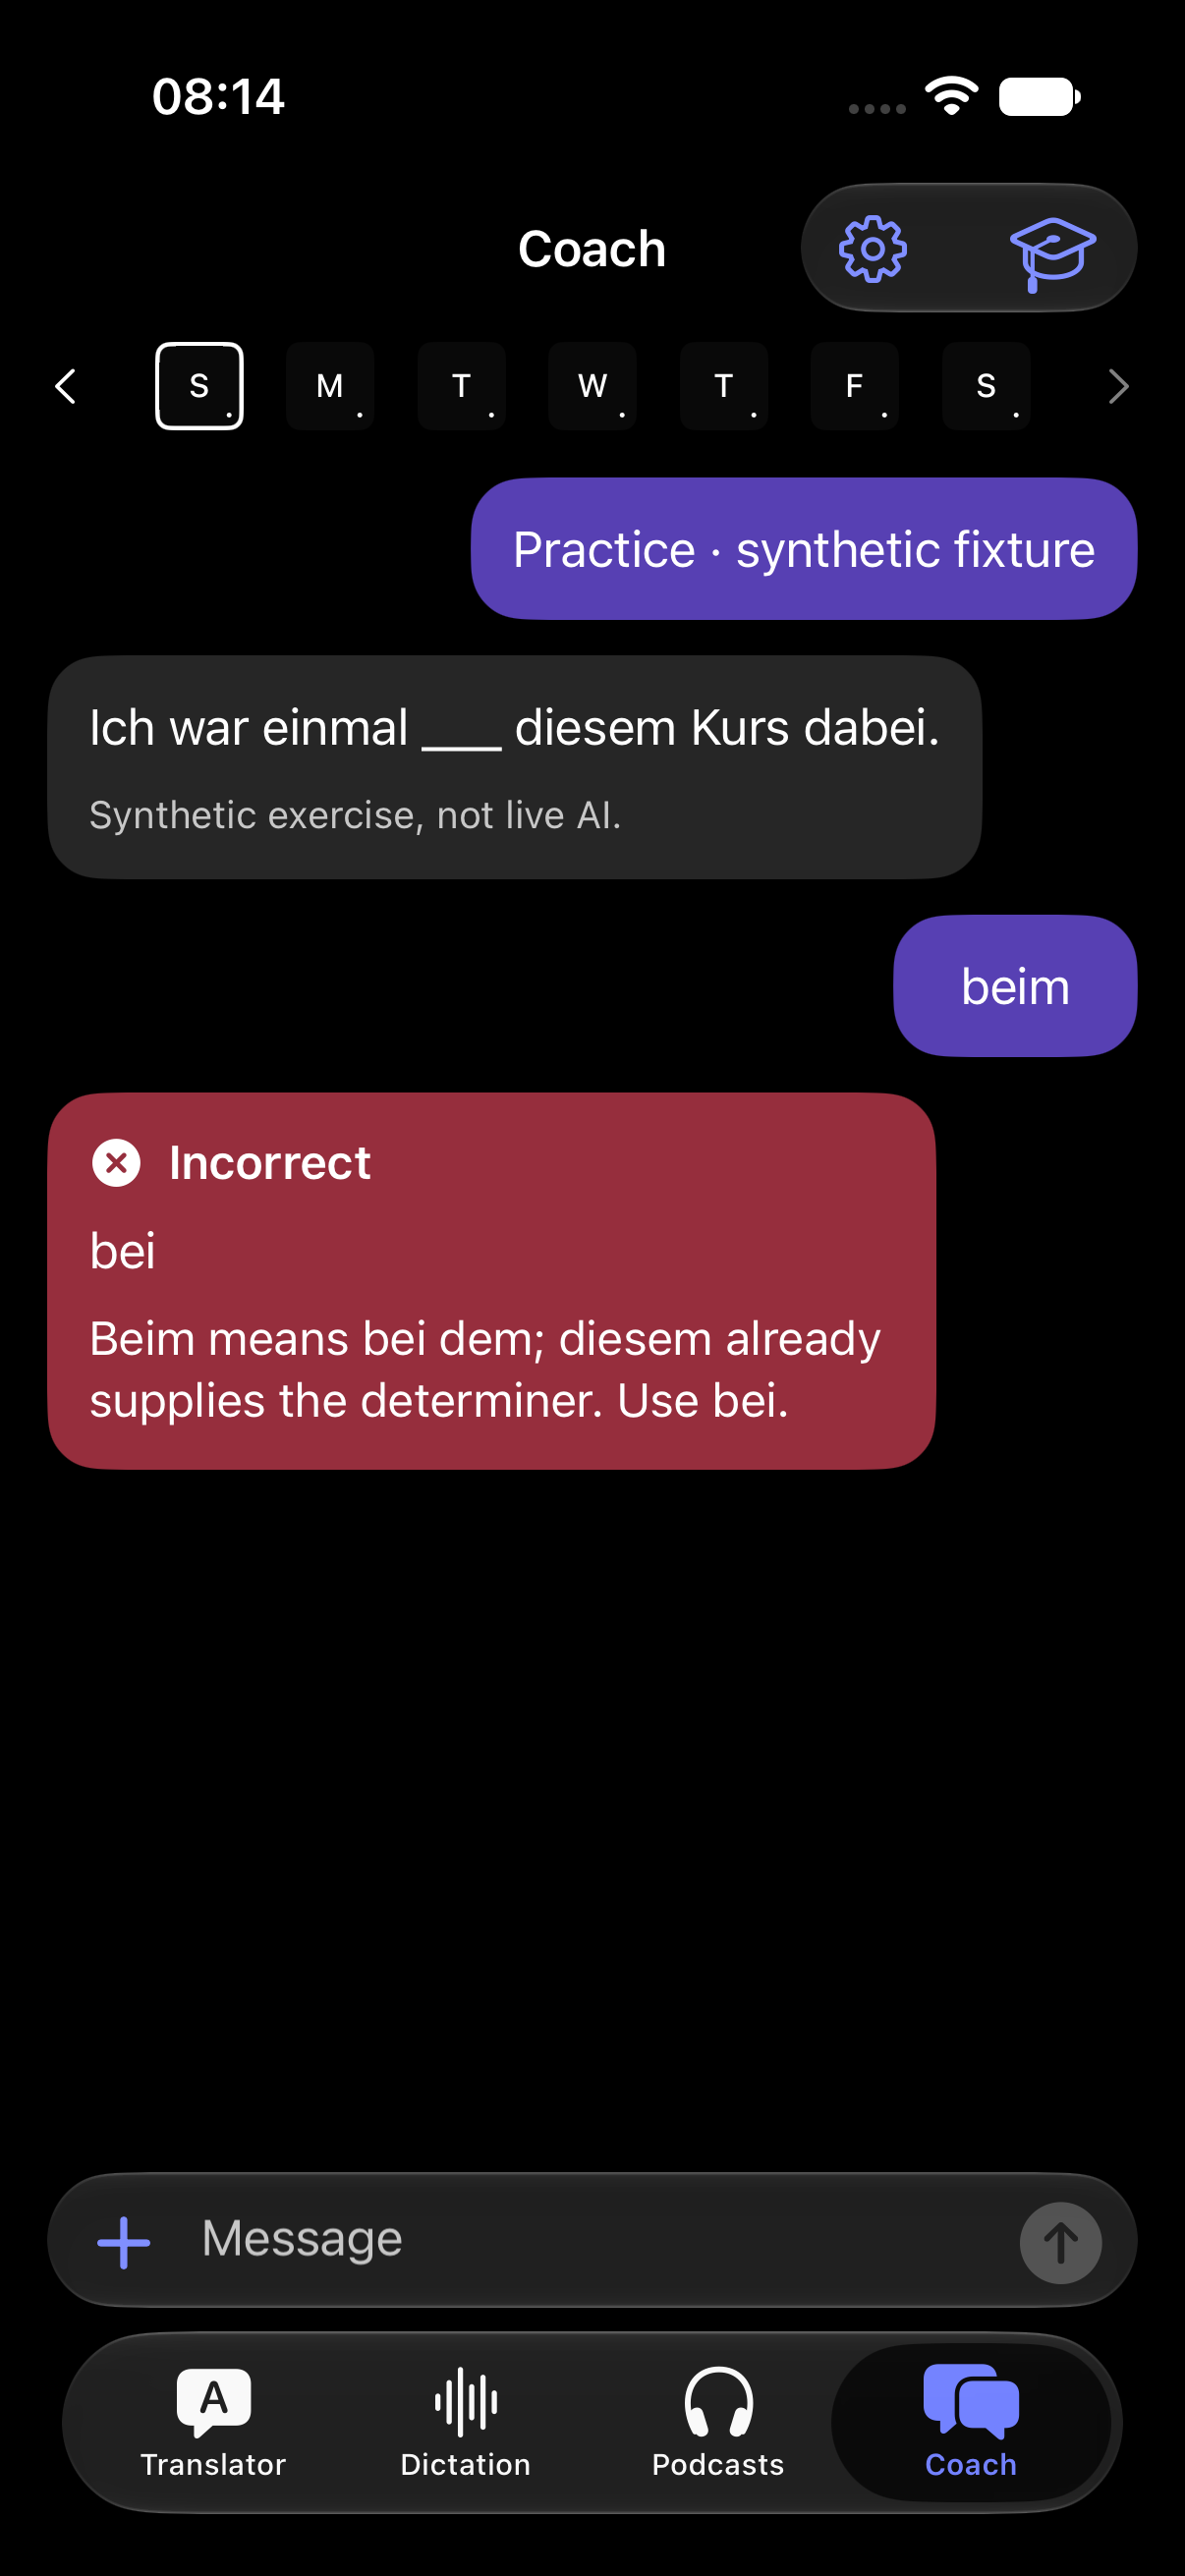 08:14
Coach
S. M. T. W. T. F. S.
Practice · synthetic fixture
Ich war einmal ___ diesem Kurs dabei.
Synthetic exercise, not live AI.
beim
Incorrect
bei
Beim means bei dem; diesem already
supplies the determiner. Use bei.
Message
A
Translator Dictation Podcasts Coach